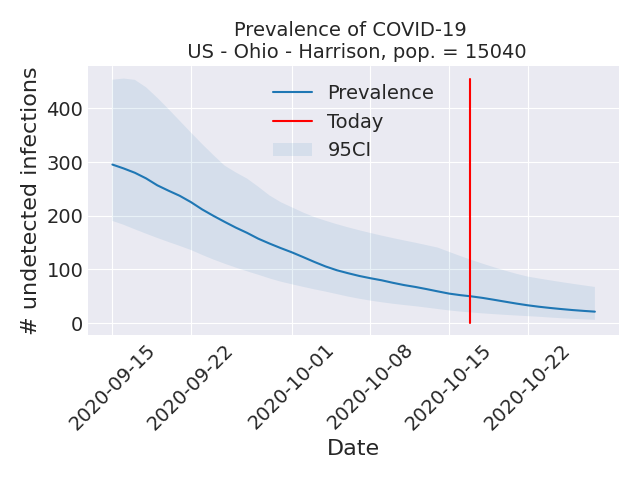 Prevalence of COVID-19
US - Ohio - Harrison, pop. = 15040
# undetected infections
400
300
200
100
0
Prevalence
Today
95CI
2020-09-15
2020-09-22
2020-10-01
2020-10-08
2020-10-15
2020-10-22
Date